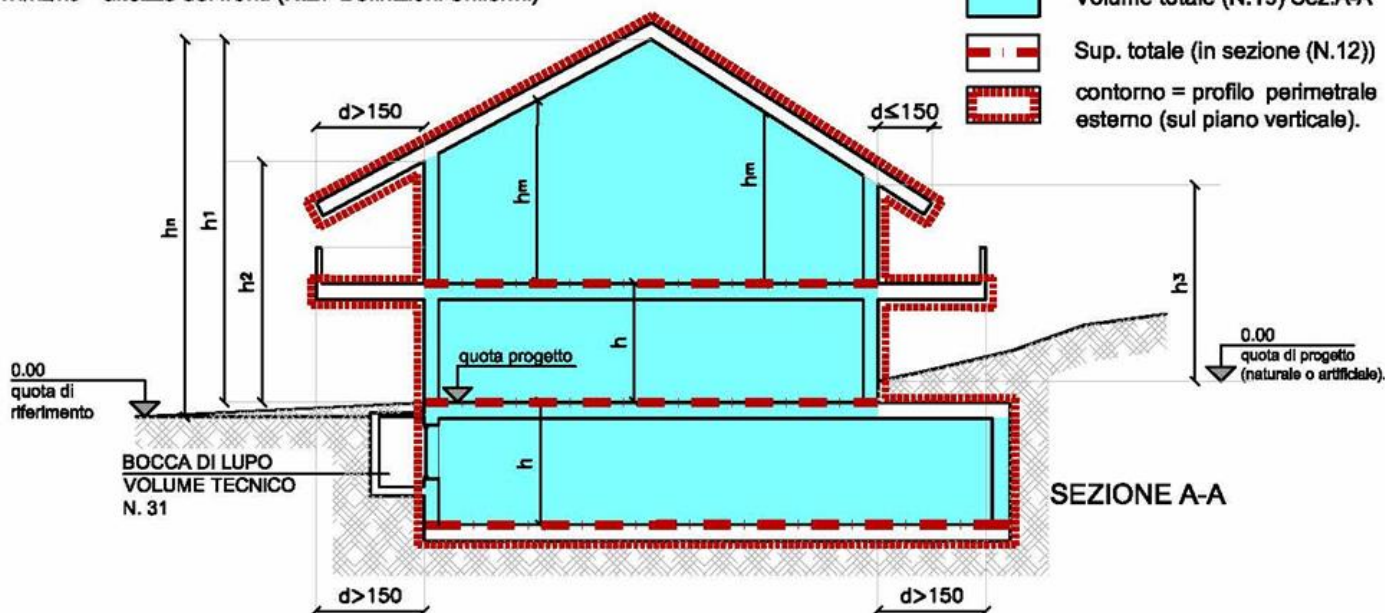 Volume totale (N.19) Sez.A-A
Sup. totale (in sezione (N.12))
contorno = profilo perimetrale
esterno (sul piano verticale).
d>150
d≤150
hn
h1
h2
hm
hm
h3
h
quota progetto
0.00
quota di
riferimento
0.00
quota di progetto
(naturale o artificiale).
BOCCA DI LUPO
VOLUME TECNICO
N. 31
h
SEZIONE A-A
d>150
d>150